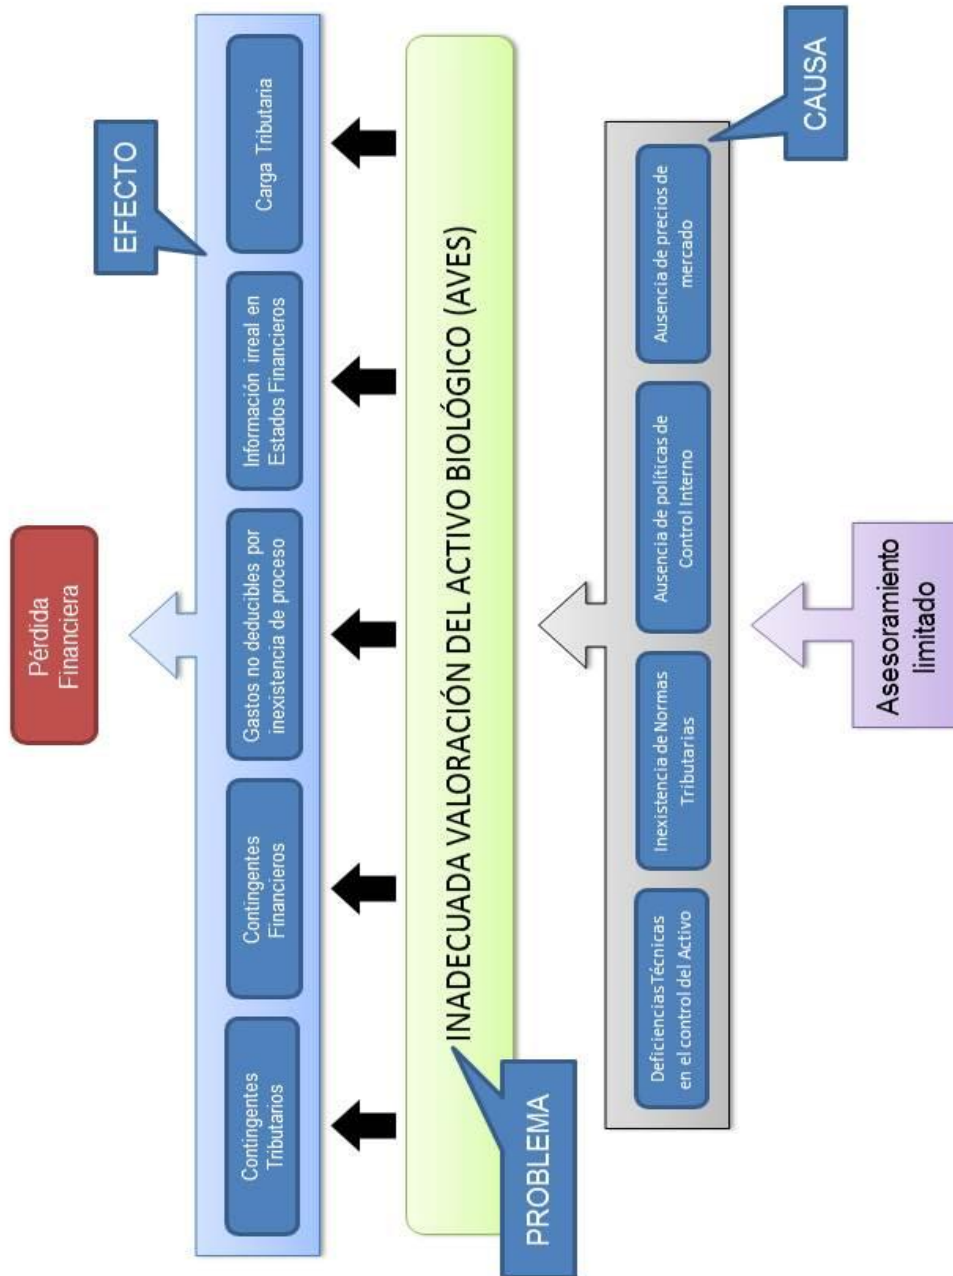 Pérdida
Financiera
EFECTO
Contingentes
Tributarios
Contingentes
Financieros
Gastos no deducibles por
inexistencia de proceso
Información irreal en
Estados Financieros
Carga Tributaria
INADECUADA VALORACIÓN DEL ACTIVO BIOLÓGICO (AVES)
PROBLEMA
Deficiencias Técnicas
en el control del Activo
Inexistencia de Normas
Tributarias
Ausencia de políticas de
Control Interno
Ausencia de precios de
mercado
CAUSA
Asesoramiento
limitado